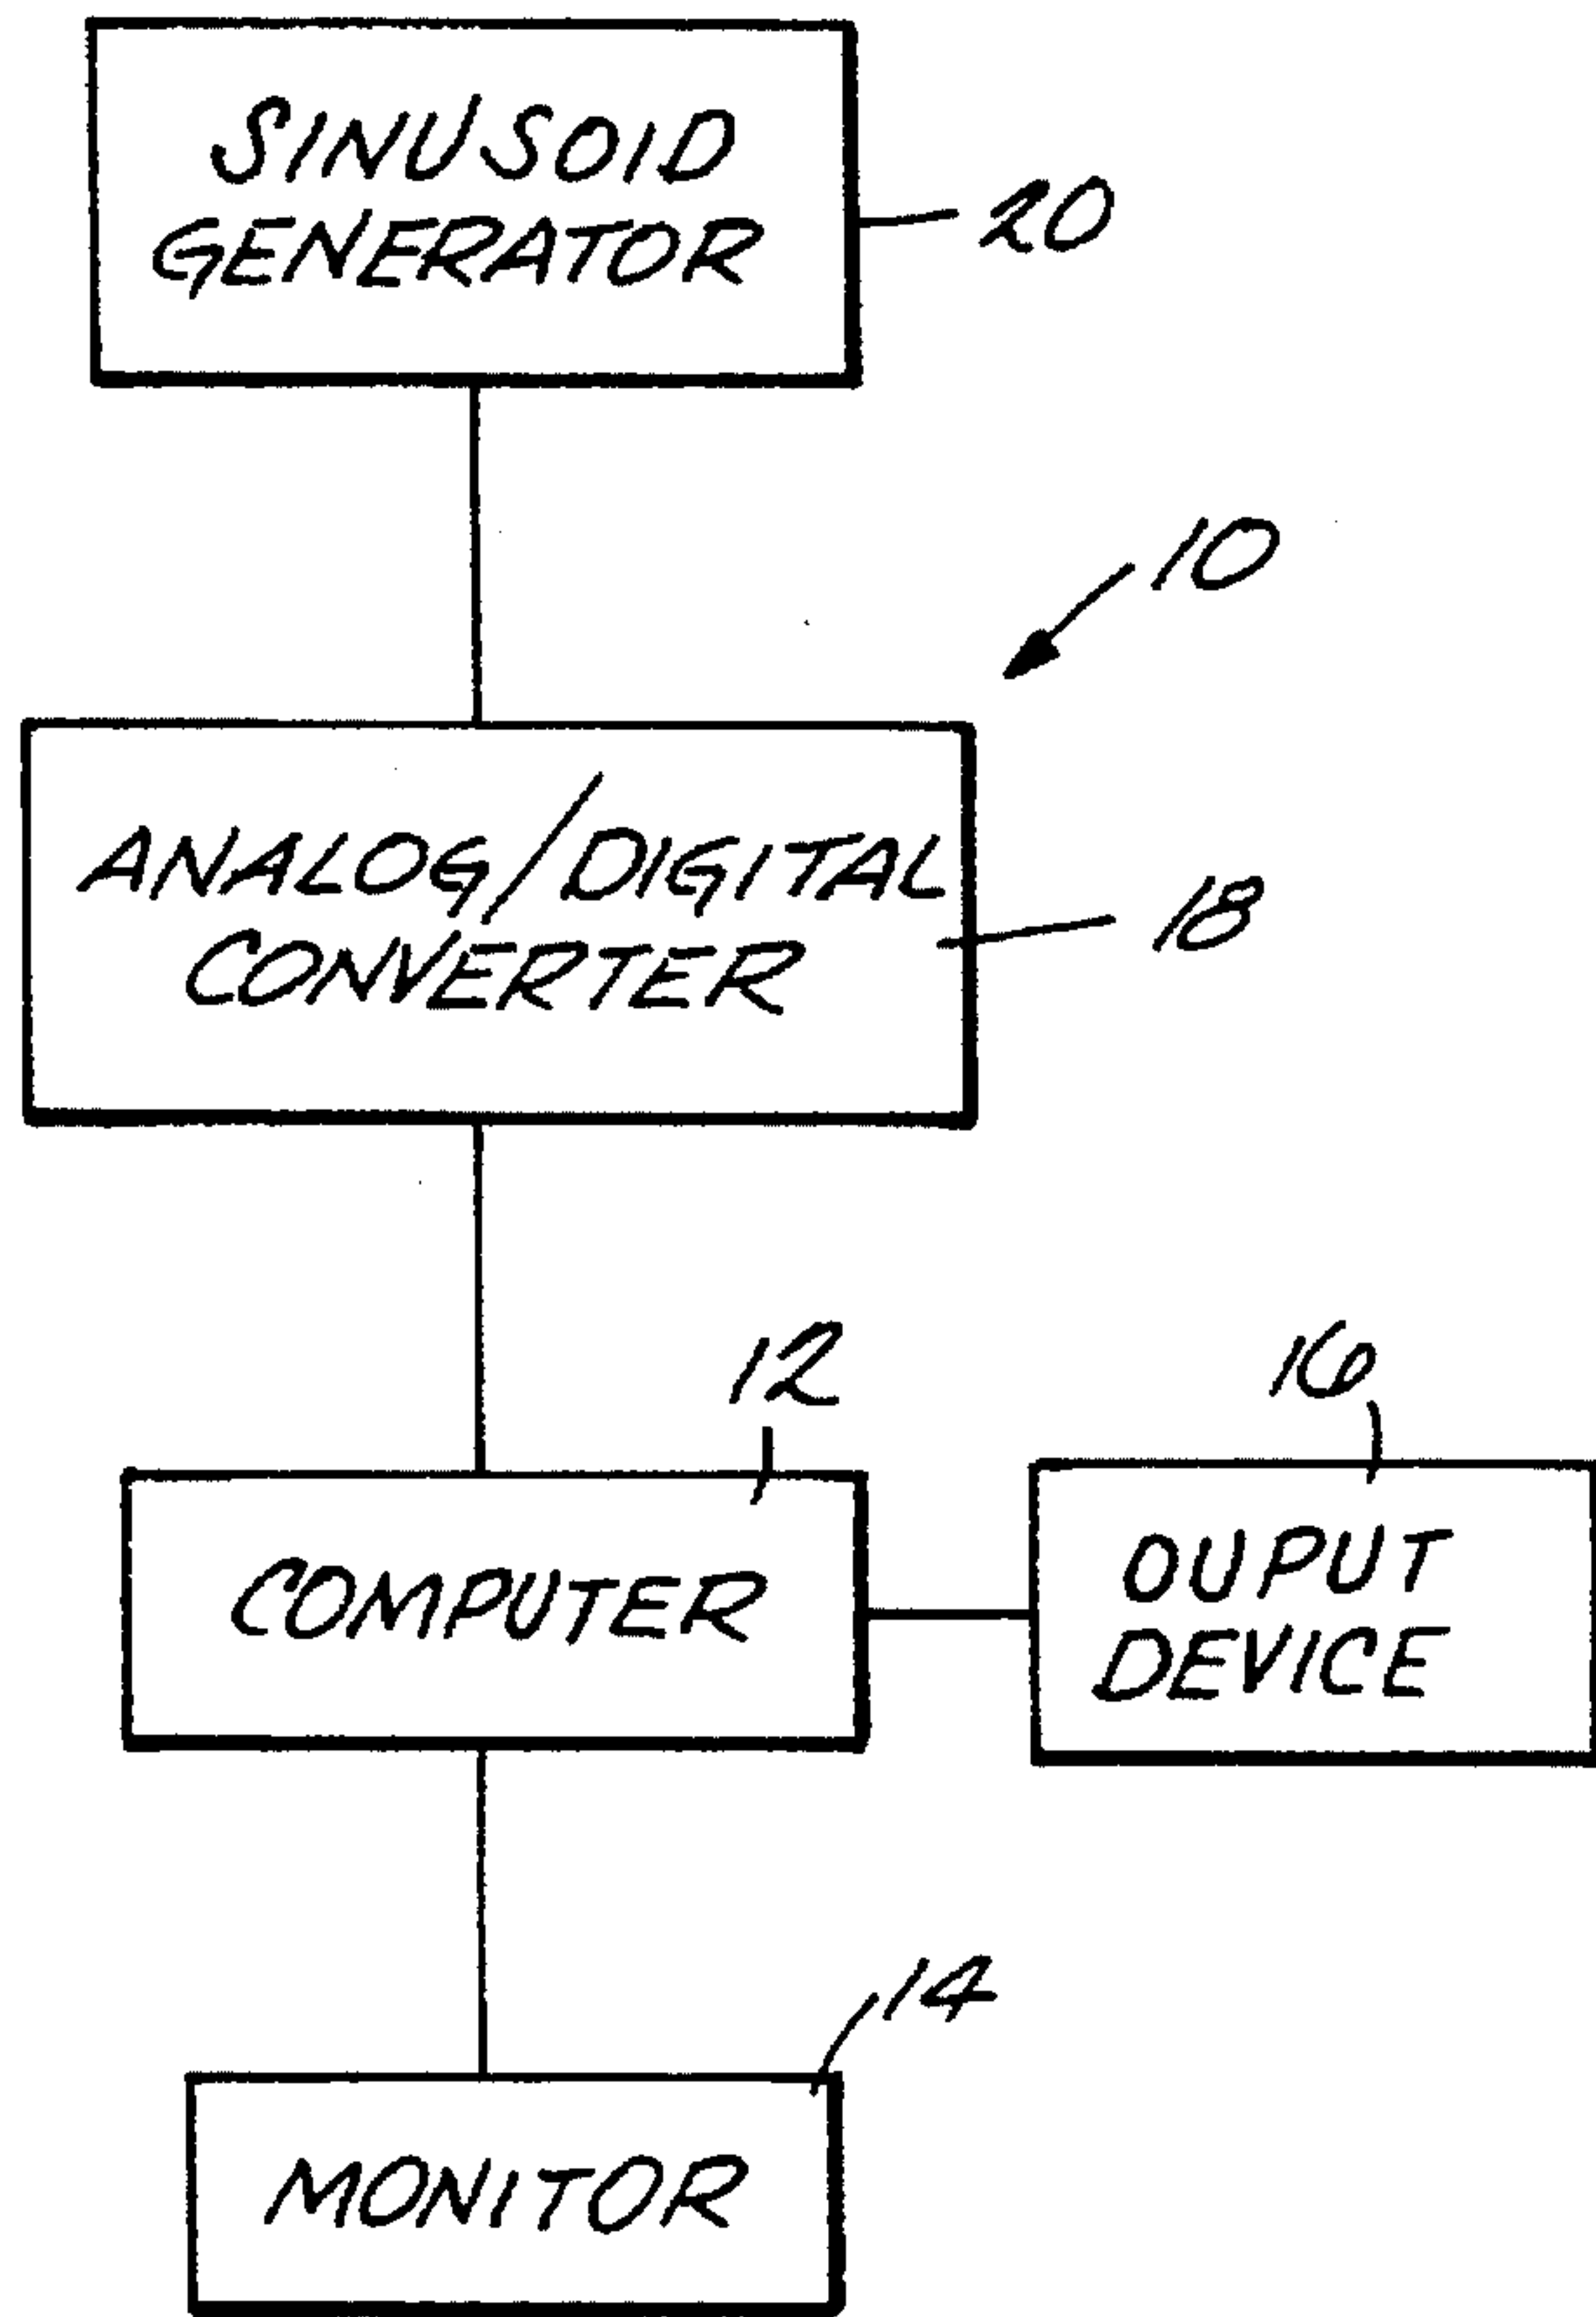 SINUSOID
GENERATOR
20
10
ANALOG/DIGITAL
CONVERTER
18
12
16
COMPUTER
OUPUT
DEVICE
14
MONITOR